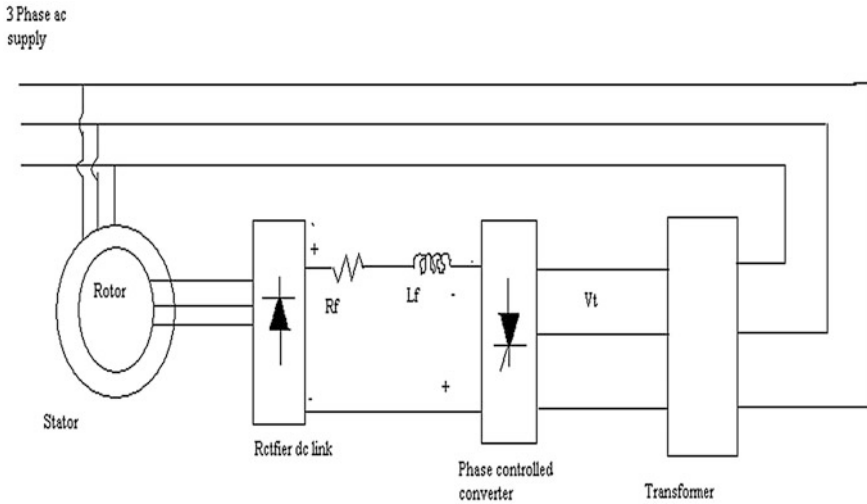 3 Phase ac
supply
Rotor
+
Rf
Lf
-
Vt
-
+
Stator
Rctfier dc link
Phase controlled
converter
Transformer